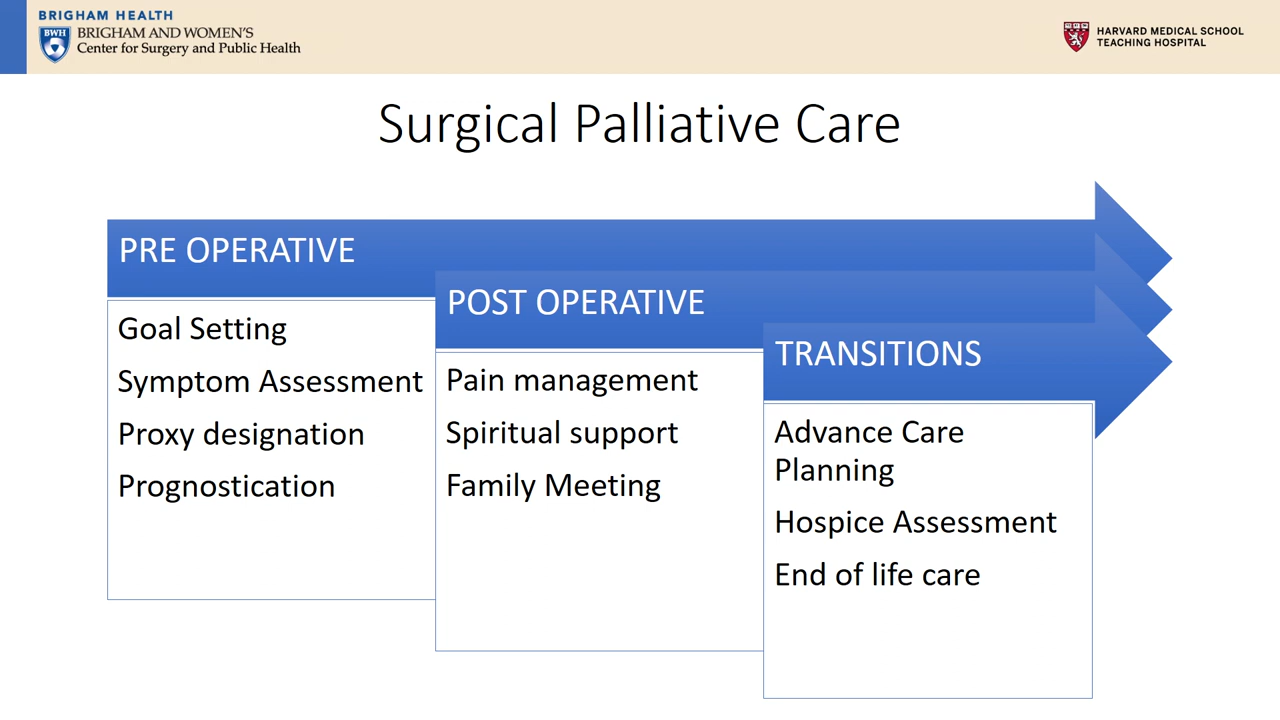 BRIGHAM HEALTH
BWH
BRIGHAM AND WOMEN'S
Center for Surgery and Public Health
HARVARD MEDICAL SCHOOL
TEACHING HOSPITAL
Surgical Palliative Care
PRE OPERATIVE
Goal Setting
Symptom Assessment
Proxy designation
Prognostication
POST OPERATIVE
Pain management
Spiritual support
Family Meeting
TRANSITIONS
Advance Care
Planning
Hospice Assessment
End of life care